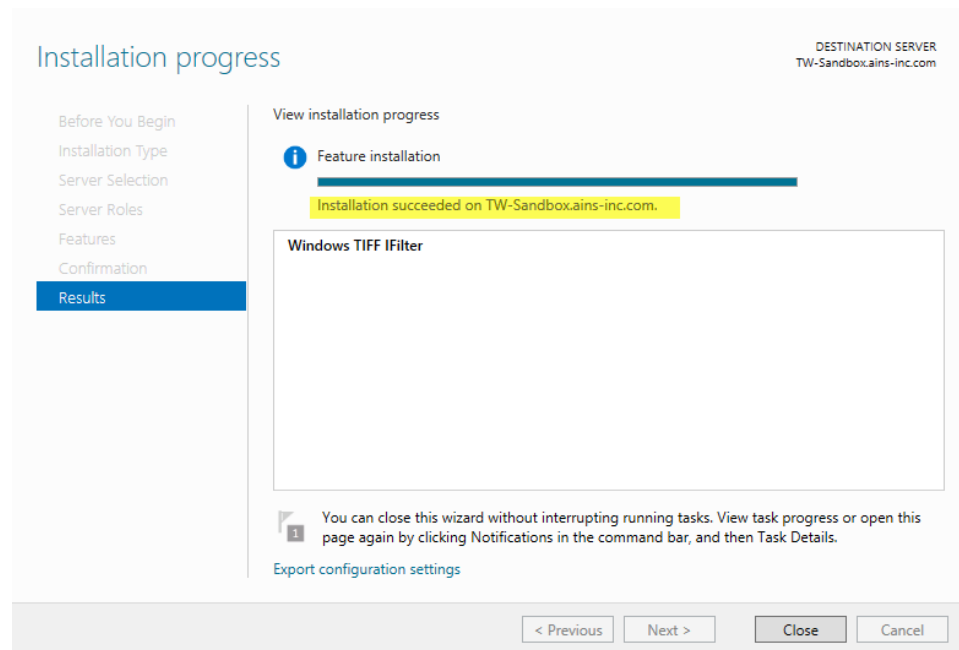 Installation progress
DESTINATION SERVER
TW-Sandbox.ains-inc.com
Before You Begin
Installation Type
Server Selection
Server Roles
Features
Confirmation
Results
View installation progress
Feature installation
Installation succeeded on TW-Sandbox.ains-inc.com.
Windows TIFF IFilter
1
You can close this wizard without interrupting running tasks. View task progress or open this
page again by clicking Notifications in the command bar, and then Task Details.
Export configuration settings
< Previous
Next >
Close
Cancel